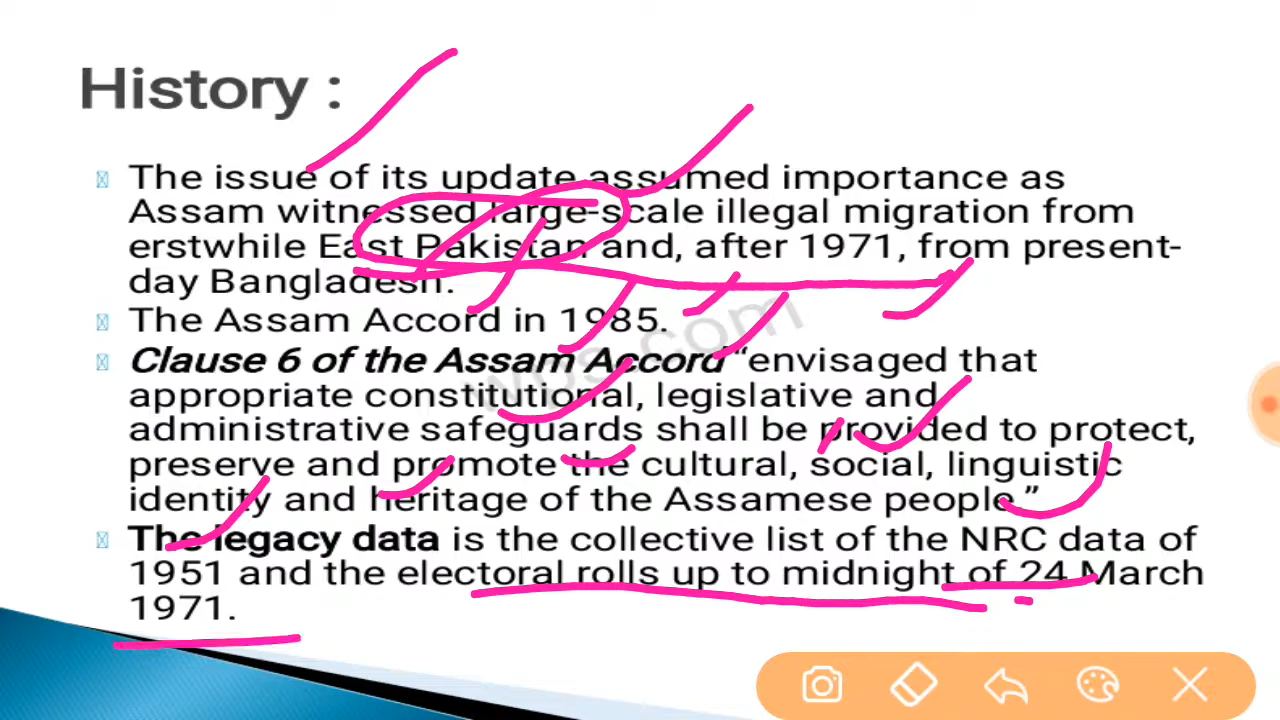 History :
The issue of its update assumed importance as
Assam witnessed large-scale illegal migration from
erstwhile East Pakistan and, after 1971, from present-
day Bangladesh.
The Assam Accord in 1985.
Clause 6 of the Assam Accord “envisaged that
appropriate constitutional, legislative and
administrative safeguards shall be provided to protect,
preserve and promote the cultural, social, linguistic
identity and heritage of the Assamese people.”
The legacy data is the collective list of the NRC data of
1951 and the electoral rolls up to midnight of 24 March
1971.
wps.com